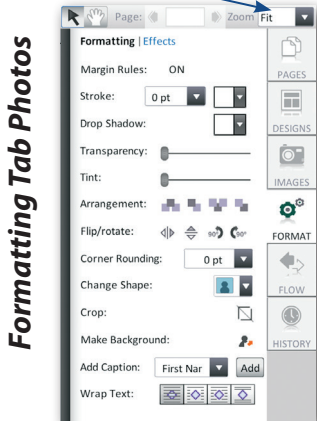 Formatting Tab Photos
Page: Zoom Fit
Formatting | Effects
Margin Rules: ON
Stroke: 0 pt
Drop Shadow:
Transparency:
Tint:
Arrangement:
Flip/rotate: 90° 90°
Corner Rounding: 0 pt
Change Shape:
Crop:
Make Background:
Add Caption: First Nar Add
Wrap Text:
PAGES
DESIGNS
IMAGES
FORMAT
FLOW
HISTORY